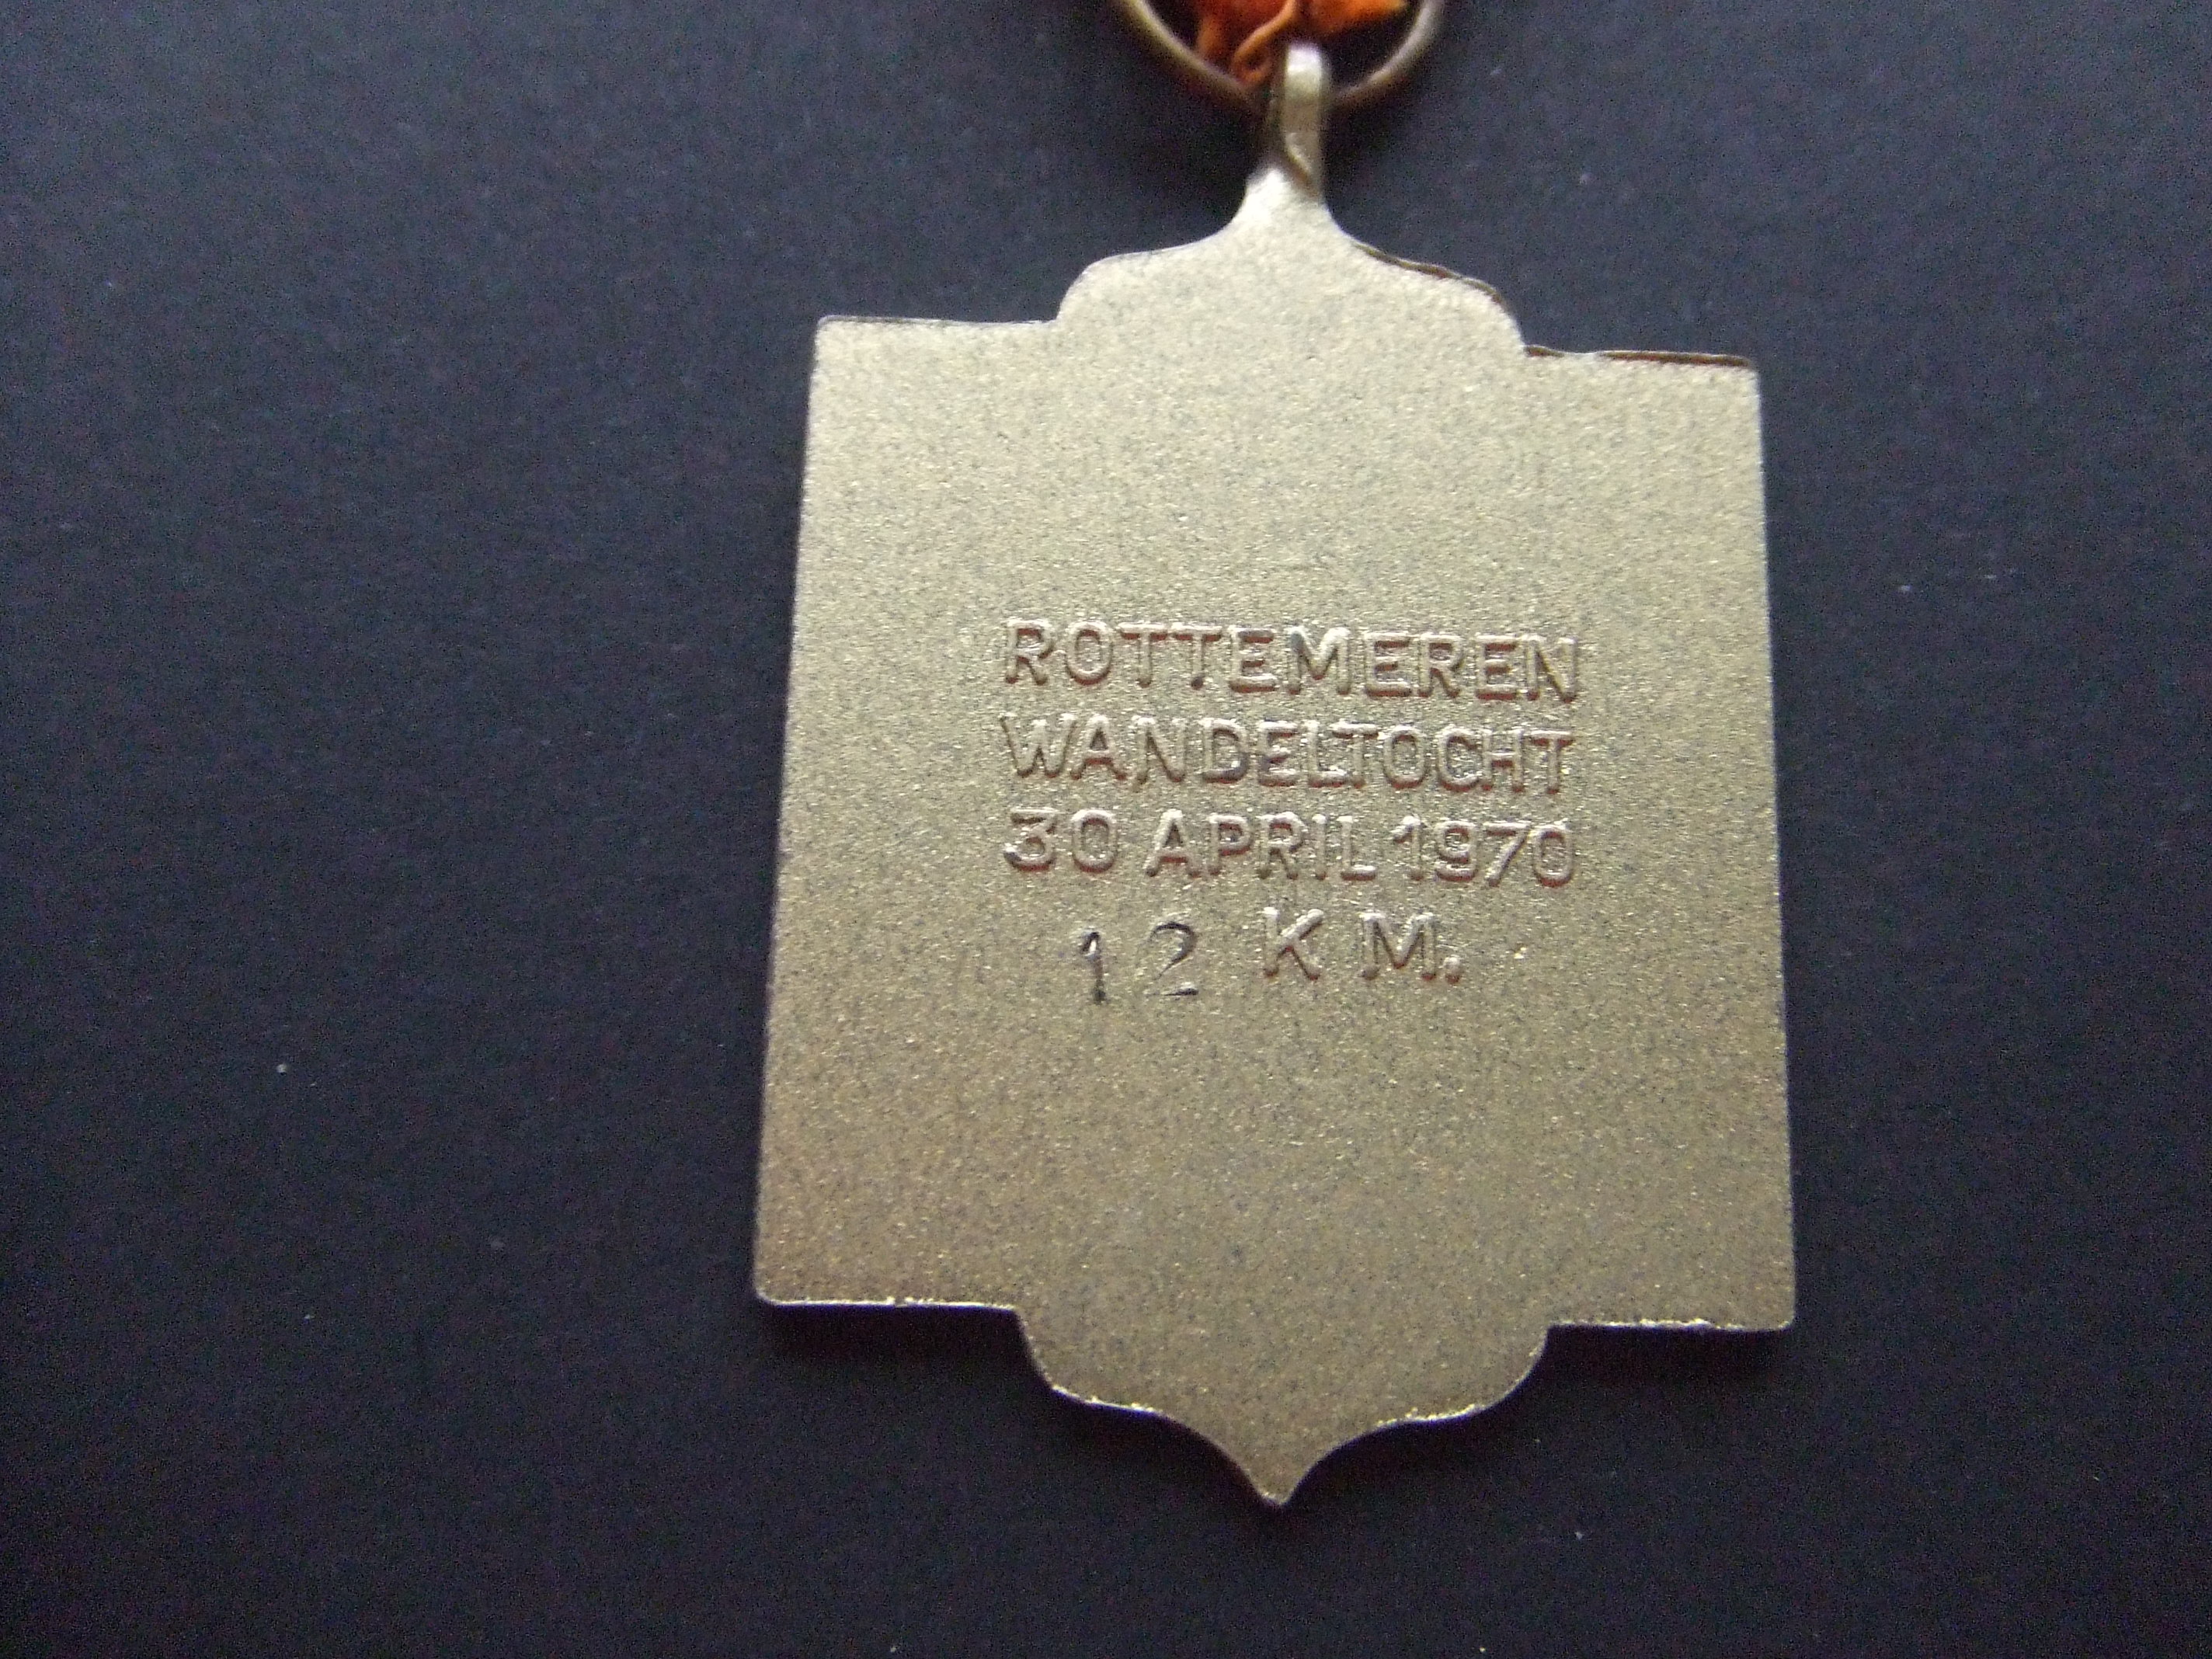 ROTTEMEREN
WANDELTOCHT
30 APRIL 1970
12 KM.